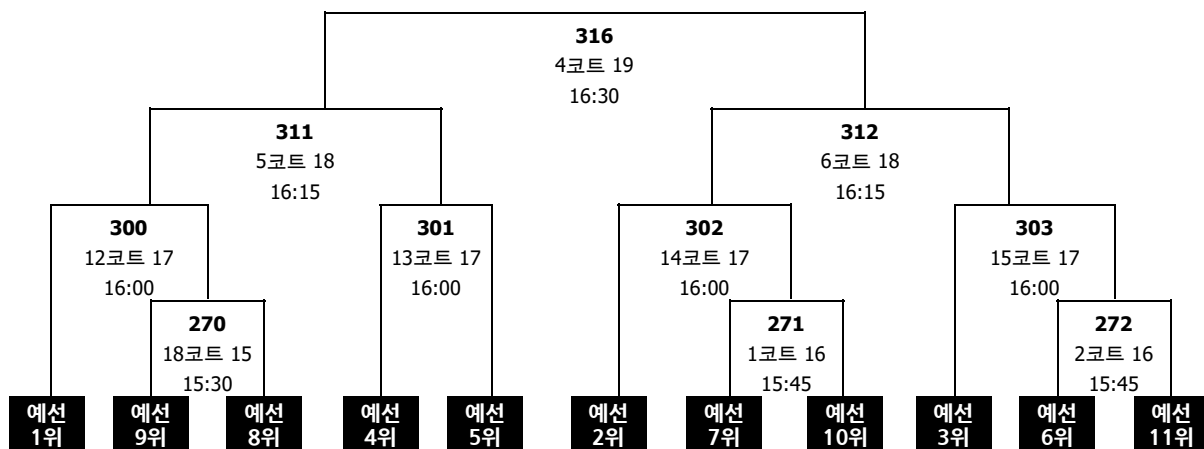 316
4코트 19
16:30
311
5코트 18
16:15
312
6코트 18
16:15
300
12코트 17
16:00
301
13코트 17
16:00
302
14코트 17
16:00
303
15코트 17
16:00
270
18코트 15
15:30
271
1코트 16
15:45
272
2코트 16
15:45
예선
1위
예선
9위
예선
8위
예선
4위
예선
5위
예선
2위
예선
7위
예선
10위
예선
3위
예선
6위
예선
11위